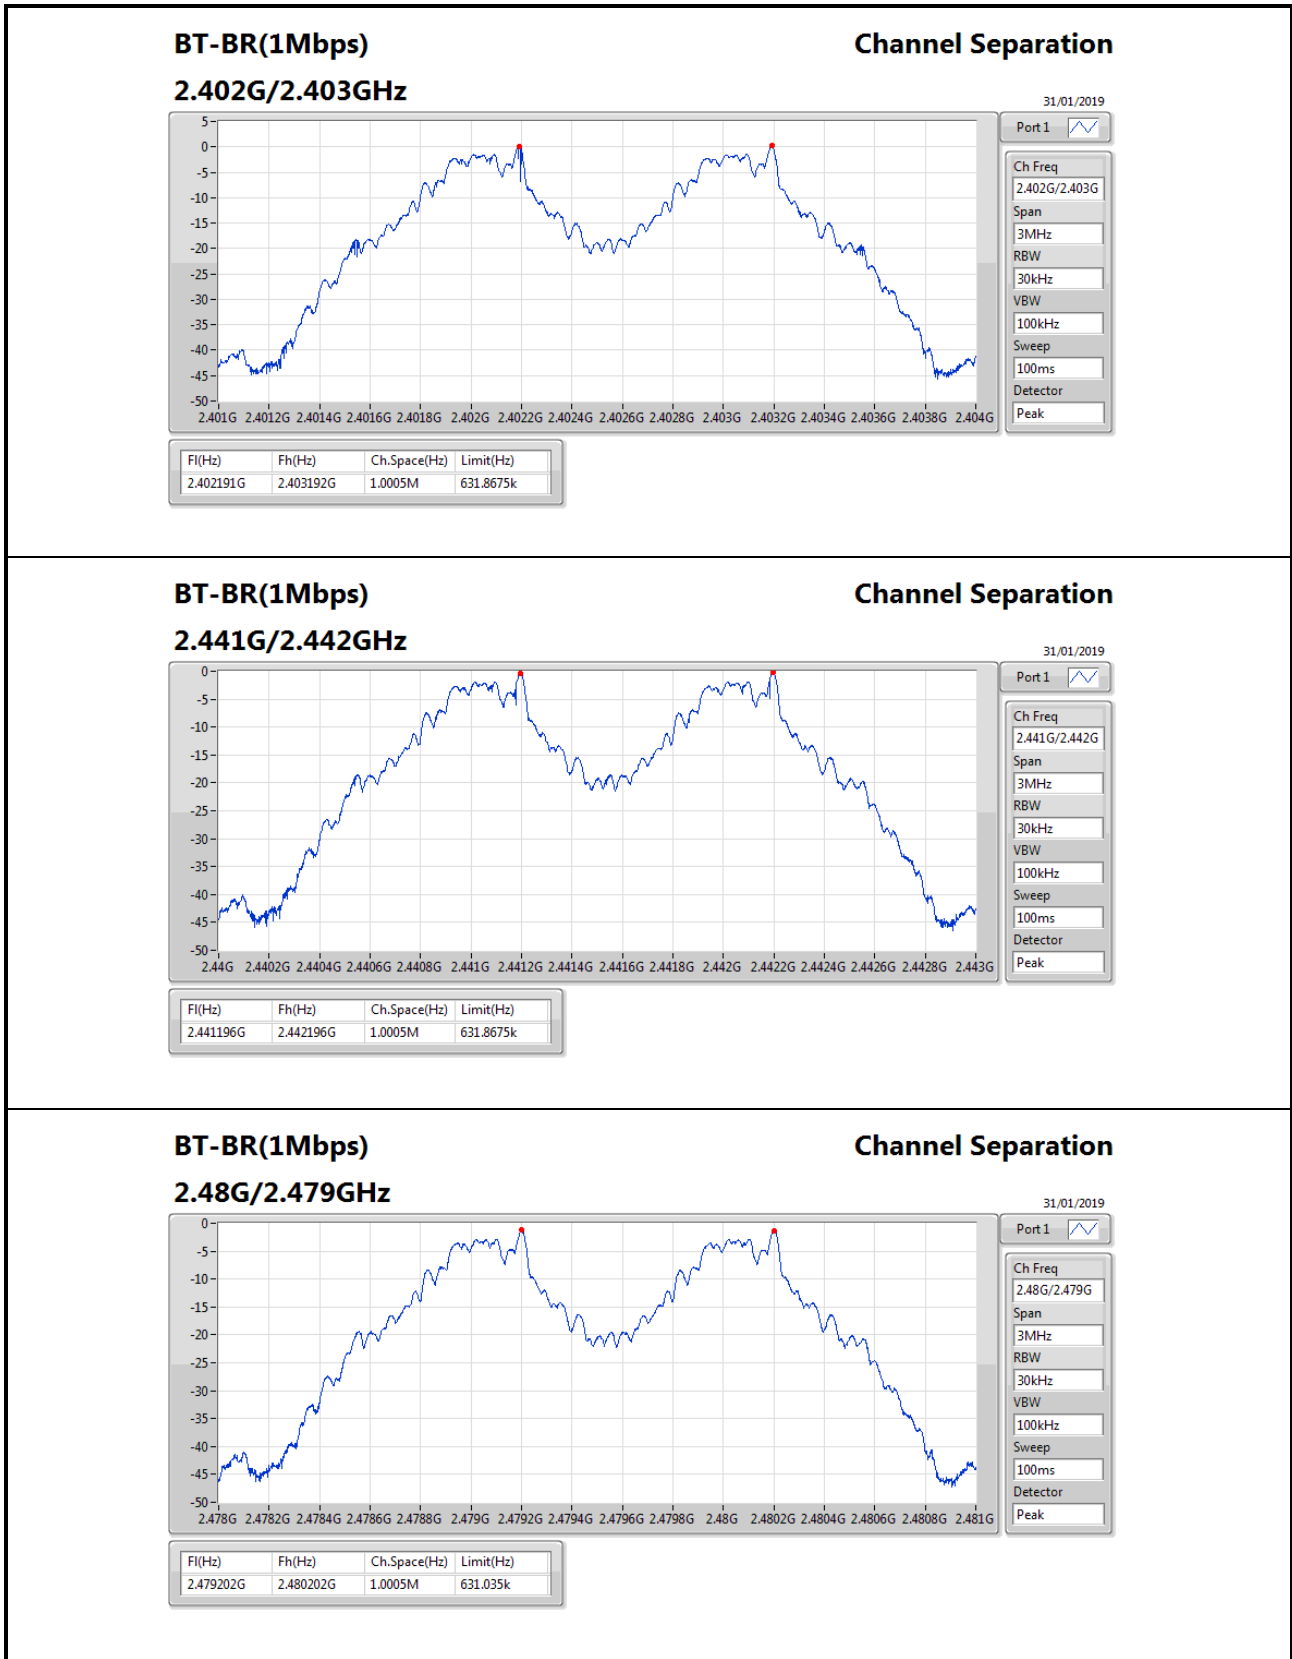 BT-BR(1Mbps) Channel Separation
2.402G/2.403GHz
31/01/2019
Port 1
5
0
-5
-10
-15
-20
-25
-30
-35
-40
-45
-50
2.401G 2.4012G 2.4014G 2.4016G 2.4018G 2.402G 2.4022G 2.4024G 2.4026G 2.4028G 2.403G 2.4032G 2.4034G 2.4036G 2.4038G 2.404G
Ch Freq
2.402G/2.403G
Span
3MHz
RBW
30kHz
VBW
100kHz
Sweep
100ms
Detector
Peak
Fl(Hz) Fh(Hz) Ch.Space(Hz) Limit(Hz)
2.402191G 2.403192G 1.0005M 631.8675k
BT-BR(1Mbps) Channel Separation
2.441G/2.442GHz
31/01/2019
Port 1
0
-5
-10
-15
-20
-25
-30
-35
-40
-45
-50
2.44G 2.4402G 2.4404G 2.4406G 2.4408G 2.441G 2.4412G 2.4414G 2.4416G 2.4418G 2.442G 2.4422G 2.4424G 2.4426G 2.4428G 2.443G
Ch Freq
2.441G/2.442G
Span
3MHz
RBW
30kHz
VBW
100kHz
Sweep
100ms
Detector
Peak
Fl(Hz) Fh(Hz) Ch.Space(Hz) Limit(Hz)
2.441196G 2.442196G 1.0005M 631.8675k
BT-BR(1Mbps) Channel Separation
2.48G/2.479GHz
31/01/2019
Port 1
0
-5
-10
-15
-20
-25
-30
-35
-40
-45
-50
2.478G 2.4782G 2.4784G 2.4786G 2.4788G 2.479G 2.4792G 2.4794G 2.4796G 2.4798G 2.48G 2.4802G 2.4804G 2.4806G 2.4808G 2.481G
Ch Freq
2.48G/2.479G
Span
3MHz
RBW
30kHz
VBW
100kHz
Sweep
100ms
Detector
Peak
Fl(Hz) Fh(Hz) Ch.Space(Hz) Limit(Hz)
2.479202G 2.480202G 1.0005M 631.035k